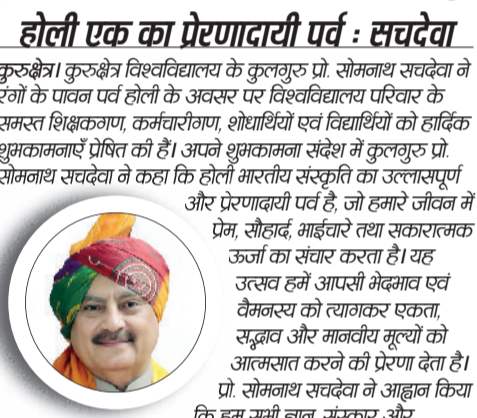 होली एक का प्रेरणादायी पर्व : सचदेवा
कुरुक्षेत्र। कुरुक्षेत्र विश्वविद्यालय के कुलगुरु प्रो. सोमनाथ सचदेवा ने
रंगों के पावन पर्व होली के अवसर पर विश्वविद्यालय परिवार के
समस्त शिक्षकगण, कर्मचारीगण, शोधार्थियों एवं विद्यार्थियों को हार्दिक
शुभकामनाएँ प्रेषित की हैं। अपने शुभकामना संदेश में कुलगुरु प्रो.
सोमनाथ सचदेवा ने कहा कि होली भारतीय संस्कृति का उल्लासपूर्ण
और प्रेरणादायी पर्व है, जो हमारे जीवन में
प्रेम, सौहार्द, भाईचारे तथा सकारात्मक
ऊर्जा का संचार करता है। यह
उत्सव हमें आपसी भेदभाव एवं
वैमनस्य को त्यागकर एकता,
सद्भाव और मानवीय मूल्यों को
आत्मसात करने की प्रेरणा देता है।
प्रो. सोमनाथ सचदेवा ने आह्वान किया
कि हम सभी ज्ञान, संस्कार और